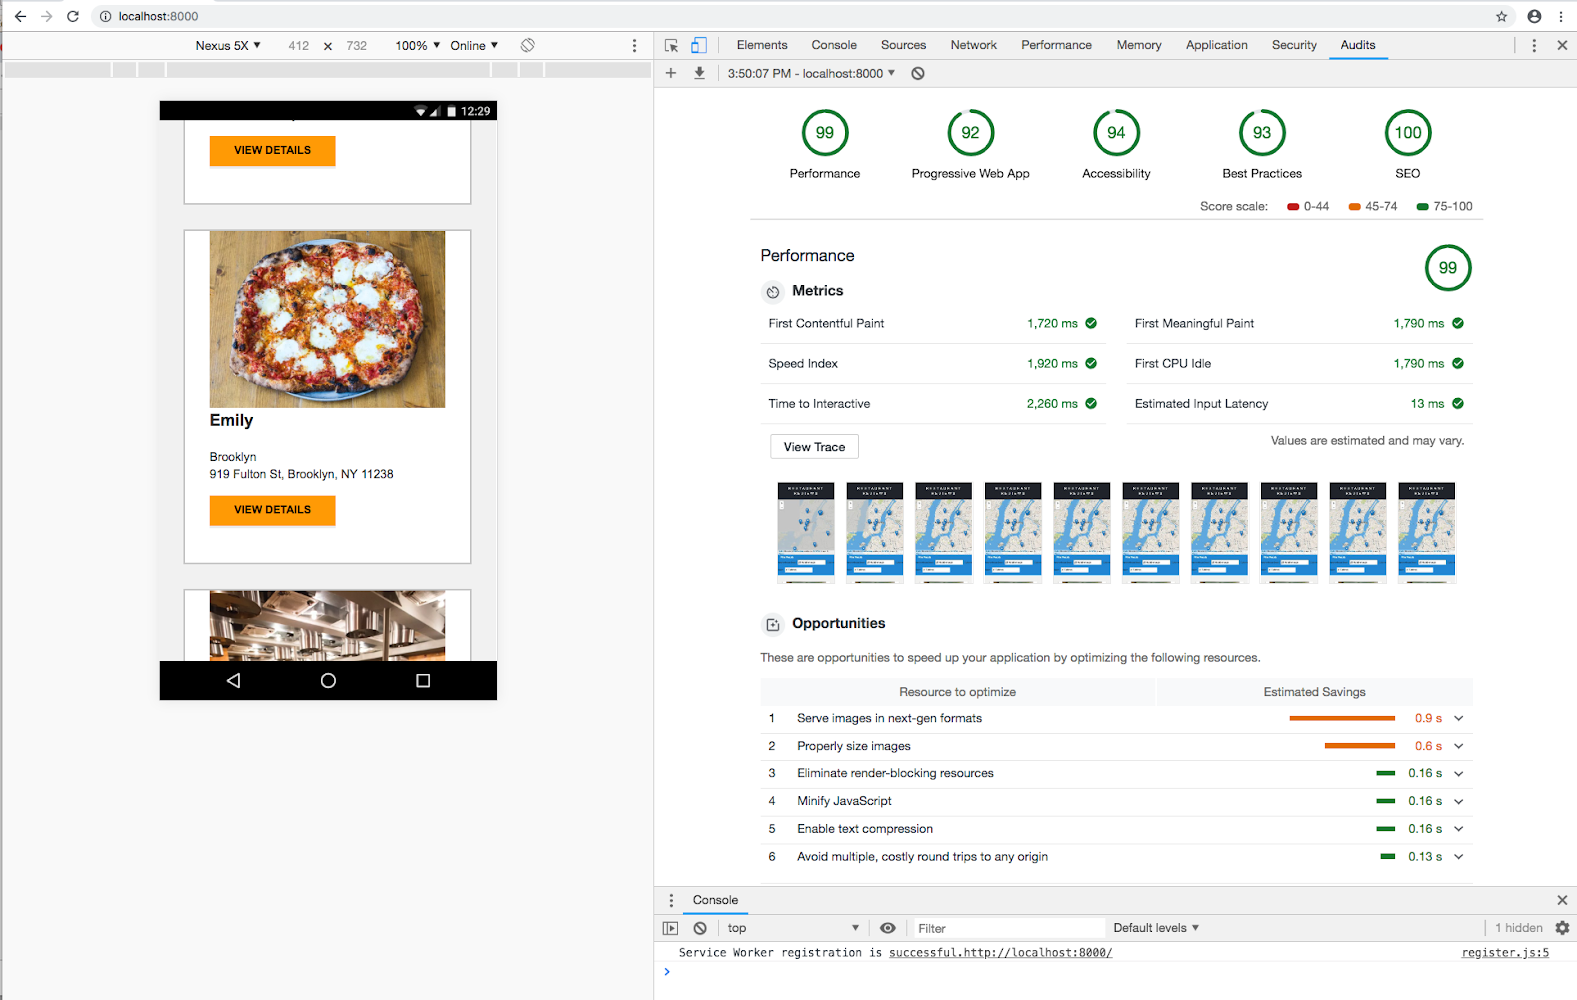 localhost:8000
Nexus 5X ▼ 412 × 732 100% ▼ Online ▼
Elements Console Sources Network Performance Memory Application Security Audits
3:50:07 PM - localhost:8000 ▼
12:29
VIEW DETAILS
Emily
Brooklyn
919 Fulton St, Brooklyn, NY 11238
VIEW DETAILS
99 92 94 93 100
Performance Progressive Web App Accessibility Best Practices SEO
Score scale: 0-44 45-74 75-100
Performance
99
Metrics
First Contentful Paint 1,720 ms First Meaningful Paint 1,790 ms
Speed Index 1,920 ms First CPU Idle 1,790 ms
Time to Interactive 2,260 ms Estimated Input Latency 13 ms
View Trace Values are estimated and may vary.
Opportunities
These are opportunities to speed up your application by optimizing the following resources.
Resource to optimize Estimated Savings
1 Serve images in next-gen formats 0.9 s
2 Properly size images 0.6 s
3 Eliminate render-blocking resources 0.16 s
4 Minify JavaScript 0.16 s
5 Enable text compression 0.16 s
6 Avoid multiple, costly round trips to any origin 0.13 s
Console
top ▼ Filter Default levels ▼ 1 hidden
Service Worker registration is successful.http://localhost:8000/ register.js:5
>